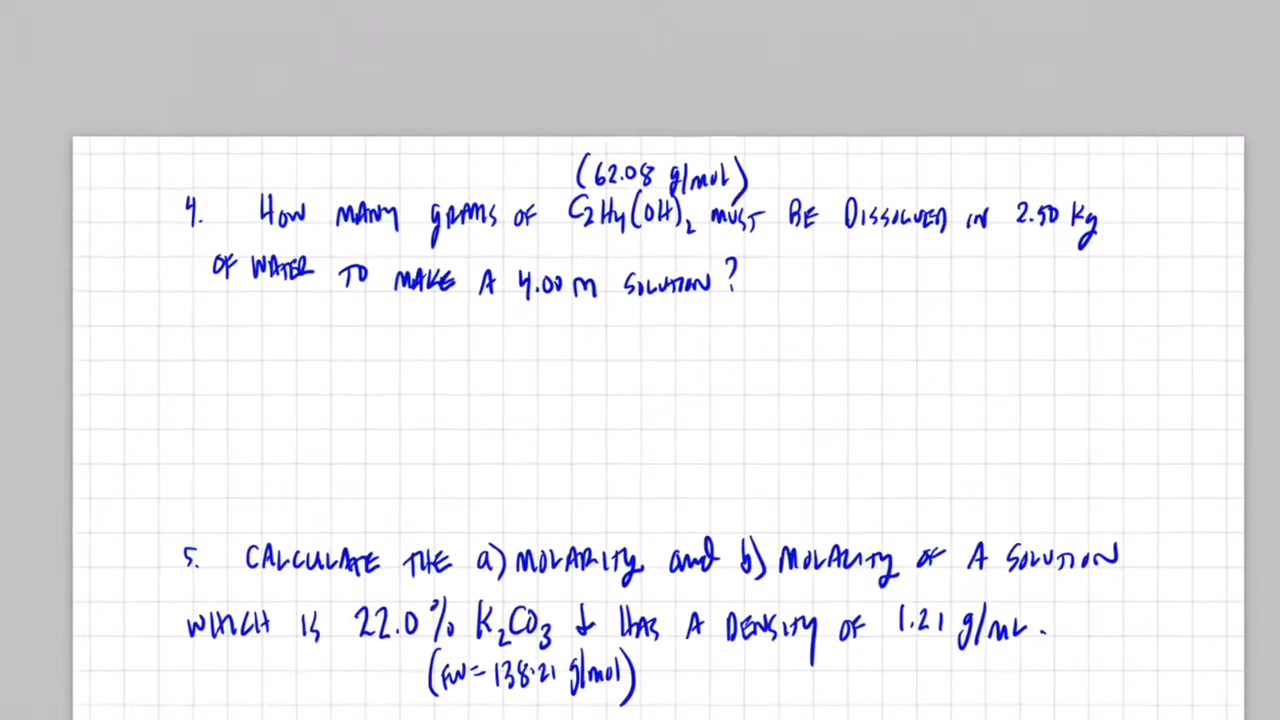 (62.08 g/mol)
4. HOW MANY grams OF C₂H₄(OH)₂ MUST BE DISSOLVED IN 2.50 Kg
OF WATER TO MAKE A 4.00 m SOLUTION?
5. CALCULATE THE a) MOLARITY and b) MOLALITY OF A SOLUTION
WHICH IS 22.0% K₂CO₃ & HAS A DENSITY OF 1.21 g/mL.
(FW = 138.21 g/mol)